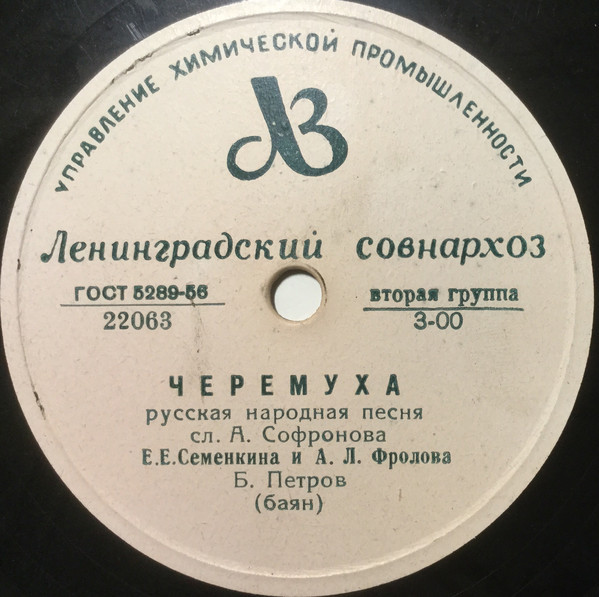 УПРАВЛЕНИЕ ХИМИЧЕСКОЙ ПРОМЫШЛЕННОСТИ
ЛЗ
Ленинградский совнархоз
ГОСТ 5289-56 вторая группа
22063 3-00
ЧЕРЕМУХА
русская народная песня
сл. А. Софронова
Е.Е.Семенкина и А. Л. Фролова
Б. Петров
(баян)